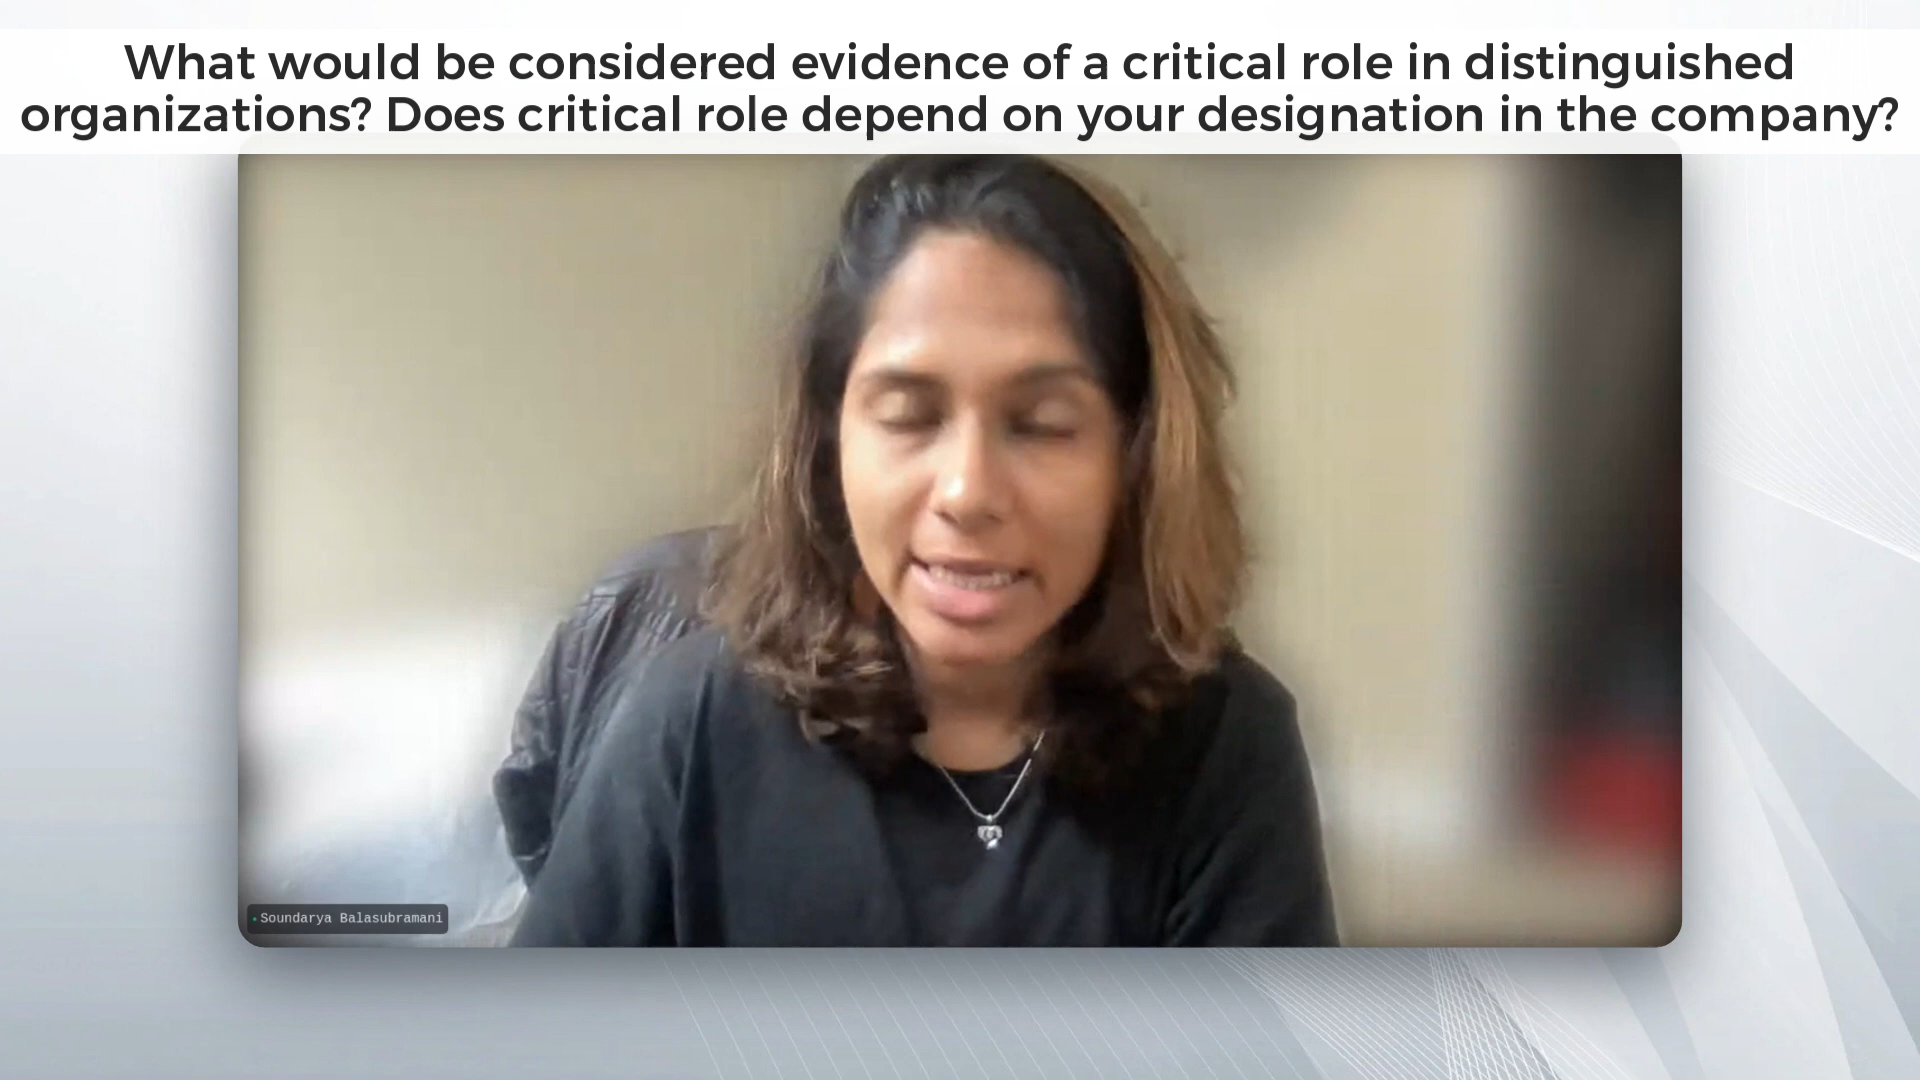 What would be considered evidence of a critical role in distinguished
organizations? Does critical role depend on your designation in the company?
Soundarya Balasubramani